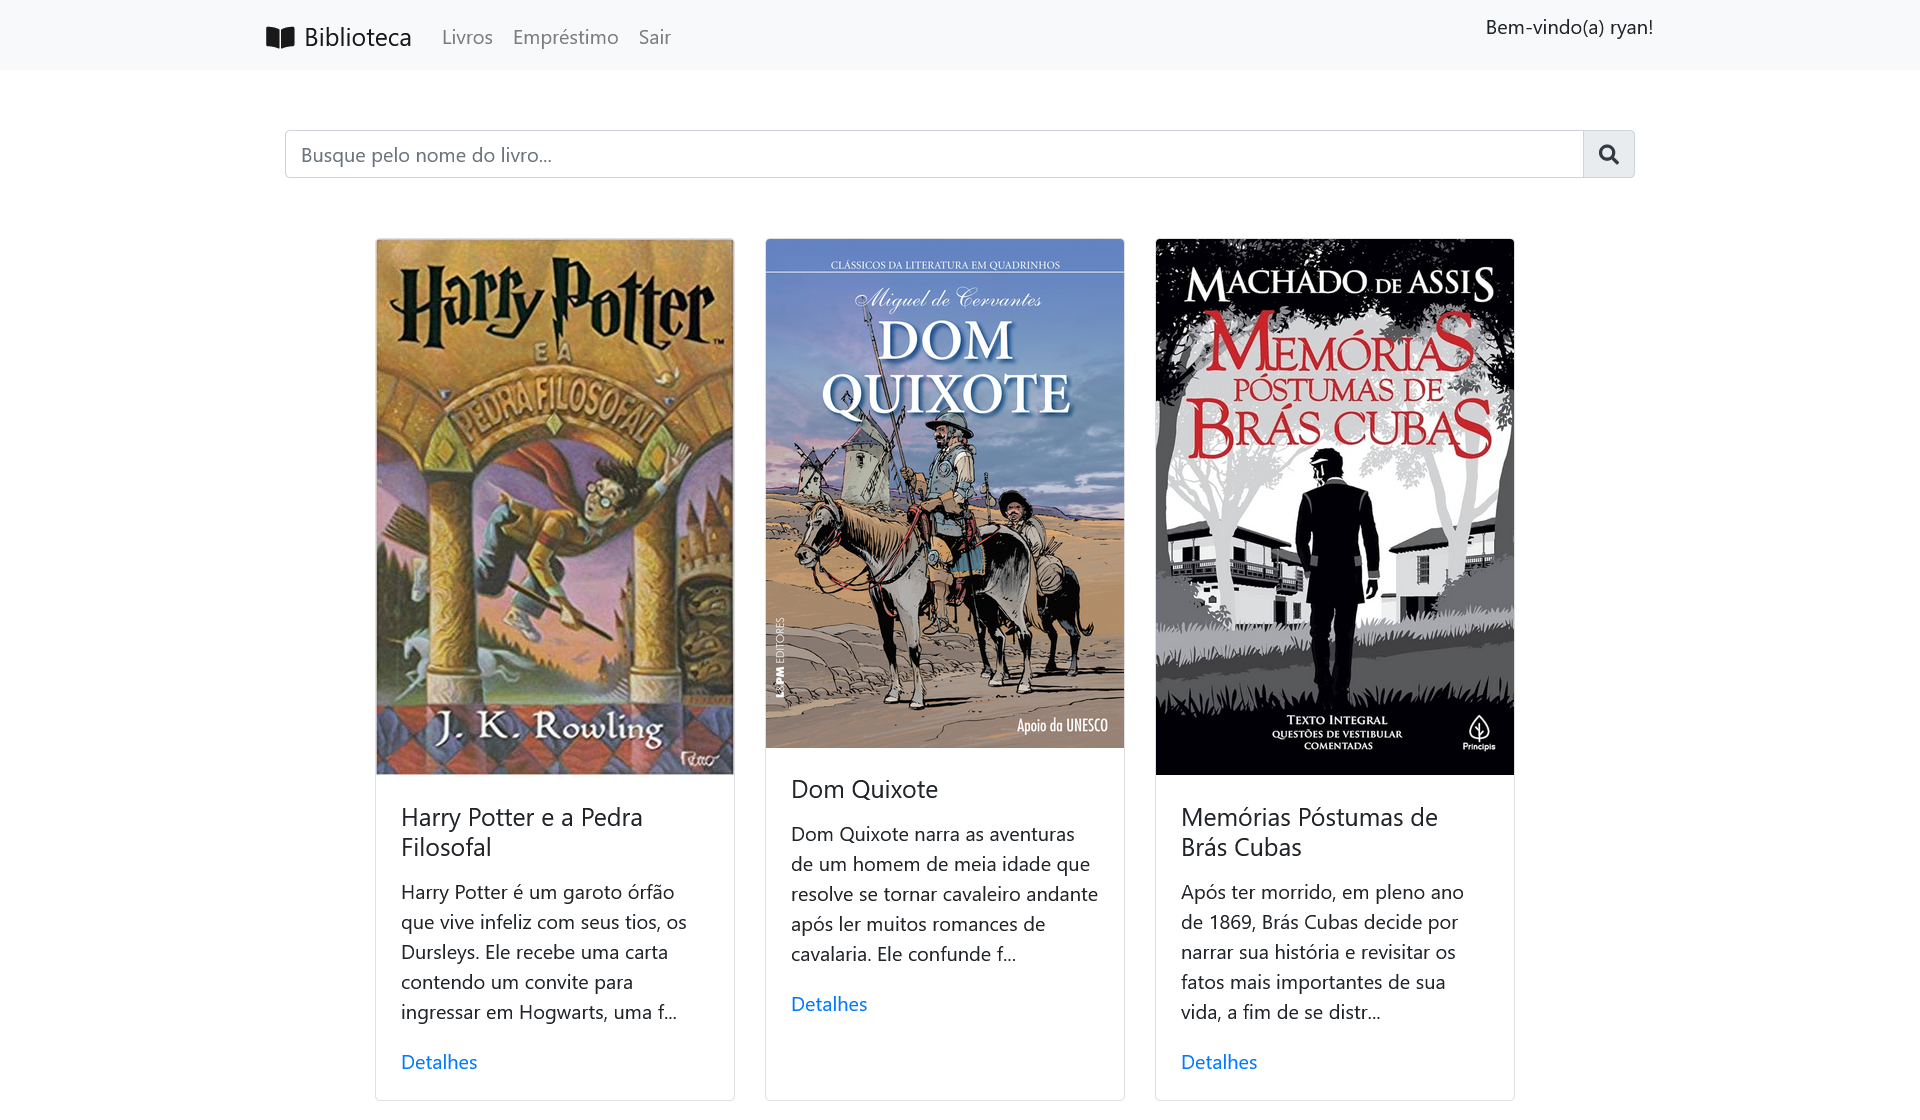 Biblioteca
Livros
Empréstimo
Sair
Bem-vindo(a) ryan!
Busque pelo nome do livro...
Harry Potter™
E A
PEDRA FILOSOFAL
J. K. Rowling
Harry Potter e a Pedra
Filosofal
Harry Potter é um garoto órfão
que vive infeliz com seus tios, os
Dursleys. Ele recebe uma carta
contendo um convite para
ingressar em Hogwarts, uma f...
Detalhes
CLÁSSICOS DA LITERATURA EM QUADRINHOS
Miguel de Cervantes
DOM
QUIXOTE
L&PM EDITORES
Apoio da UNESCO
Dom Quixote
Dom Quixote narra as aventuras
de um homem de meia idade que
resolve se tornar cavaleiro andante
após ler muitos romances de
cavalaria. Ele confunde f...
Detalhes
MACHADO DE ASSIS
MEMÓRIAS
PÓSTUMAS DE
BRÁS CUBAS
TEXTO INTEGRAL
QUESTÕES DE VESTIBULAR
COMENTADAS
Principis
Memórias Póstumas de
Brás Cubas
Após ter morrido, em pleno ano
de 1869, Brás Cubas decide por
narrar sua história e revisitar os
fatos mais importantes de sua
vida, a fim de se distr...
Detalhes